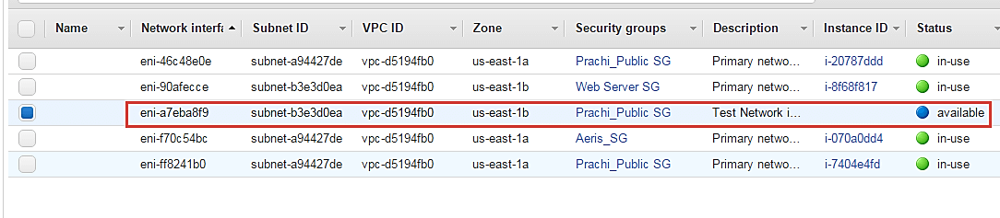 Name Network interfa Subnet ID VPC ID Zone Security groups Description Instance ID Status
eni-46c48e0e subnet-a94427de vpc-d5194fb0 us-east-1a Prachi_Public SG Primary netwo... i-20787ddd in-use
eni-90afecce subnet-b3e3d0ea vpc-d5194fb0 us-east-1b Web Server SG Primary netwo... i-8f68f817 in-use
eni-a7eba8f9 subnet-b3e3d0ea vpc-d5194fb0 us-east-1b Prachi_Public SG Test Network i... available
eni-f70c54bc subnet-a94427de vpc-d5194fb0 us-east-1a Aeris_SG Primary netwo... i-070a0dd4 in-use
eni-ff8241b0 subnet-a94427de vpc-d5194fb0 us-east-1a Prachi_Public SG Primary netwo... i-7404e4fd in-use